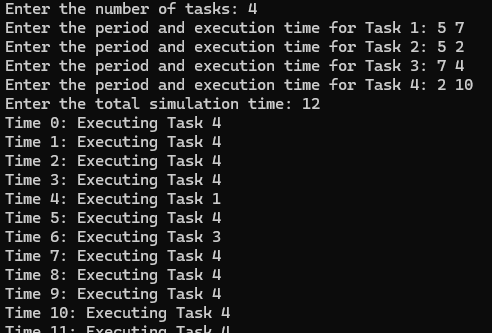 Enter the number of tasks: 4
Enter the period and execution time for Task 1: 5 7
Enter the period and execution time for Task 2: 5 2
Enter the period and execution time for Task 3: 7 4
Enter the period and execution time for Task 4: 2 10
Enter the total simulation time: 12
Time 0: Executing Task 4
Time 1: Executing Task 4
Time 2: Executing Task 4
Time 3: Executing Task 4
Time 4: Executing Task 1
Time 5: Executing Task 4
Time 6: Executing Task 3
Time 7: Executing Task 4
Time 8: Executing Task 4
Time 9: Executing Task 4
Time 10: Executing Task 4
Time 11: Executing Task 4